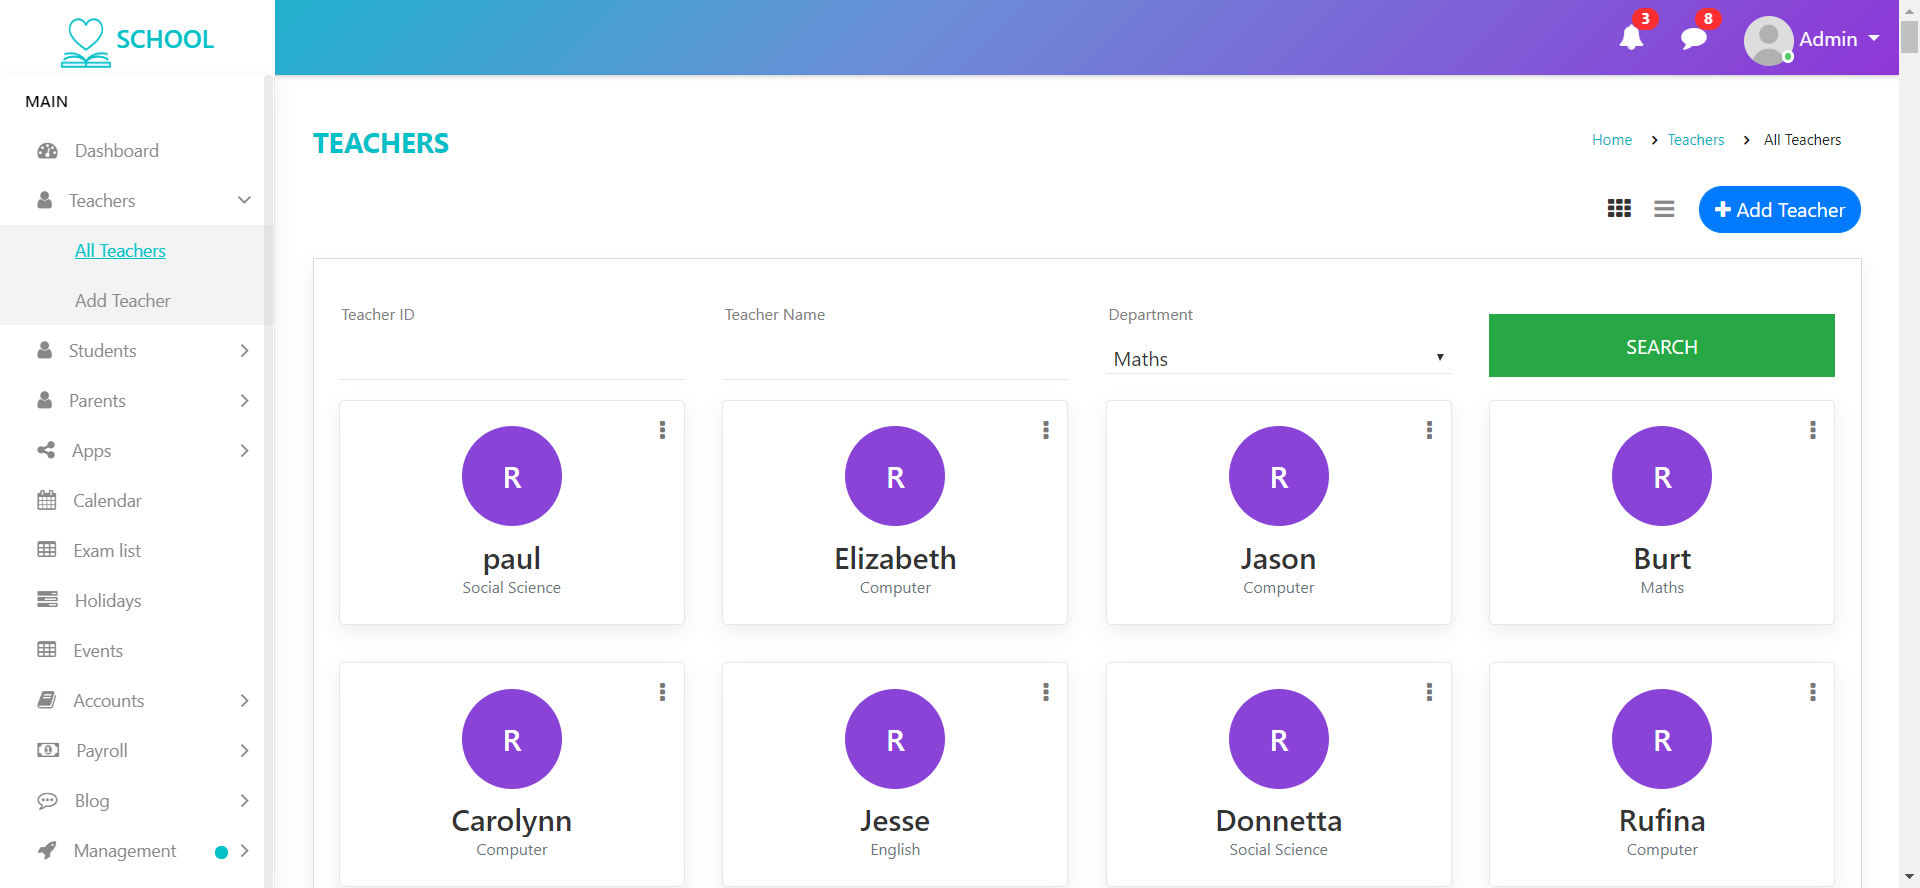 SCHOOL
3
8
Admin
MAIN
Dashboard
Teachers
All Teachers
Add Teacher
Students
Parents
Apps
Calendar
Exam list
Holidays
Events
Accounts
Payroll
Blog
Management
TEACHERS
Home > Teachers > All Teachers
Add Teacher
Teacher ID
Teacher Name
Department
Maths
SEARCH
R
paul
Social Science
R
Elizabeth
Computer
R
Jason
Computer
R
Burt
Maths
R
Carolynn
Computer
R
Jesse
English
R
Donnetta
Social Science
R
Rufina
Computer